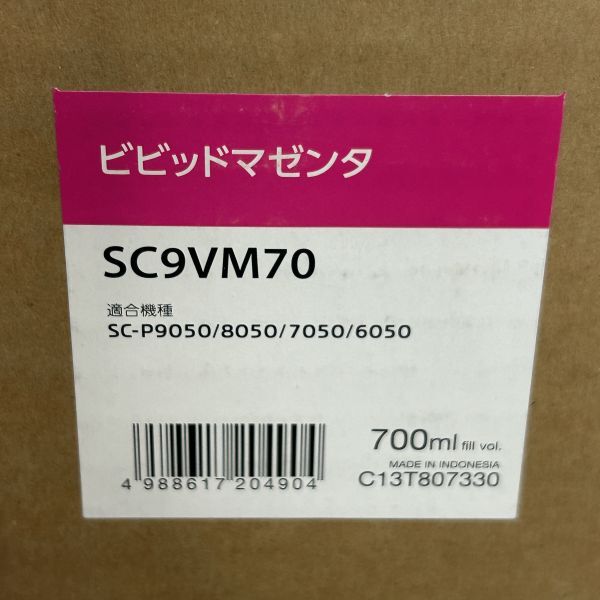 ビビッドマゼンタ
SC9VM70
適合機種
SC-P9050/8050/7050/6050
700ml fill vol.
MADE IN INDONESIA
4 988617 204904
C13T807330